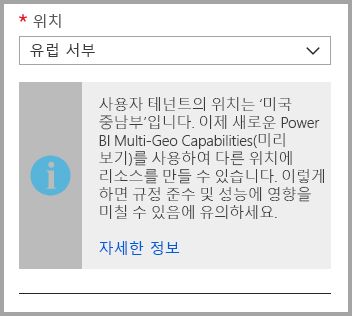 * 위치
유럽 서부
사용자 테넌트의 위치는 ‘미국
중남부’입니다. 이제 새로운 Power
BI Multi-Geo Capabilities(미리
보기)를 사용하여 다른 위치에
리소스를 만들 수 있습니다. 이렇게
하면 규정 준수 및 성능에 영향을
미칠 수 있음에 유의하세요.
자세한 정보